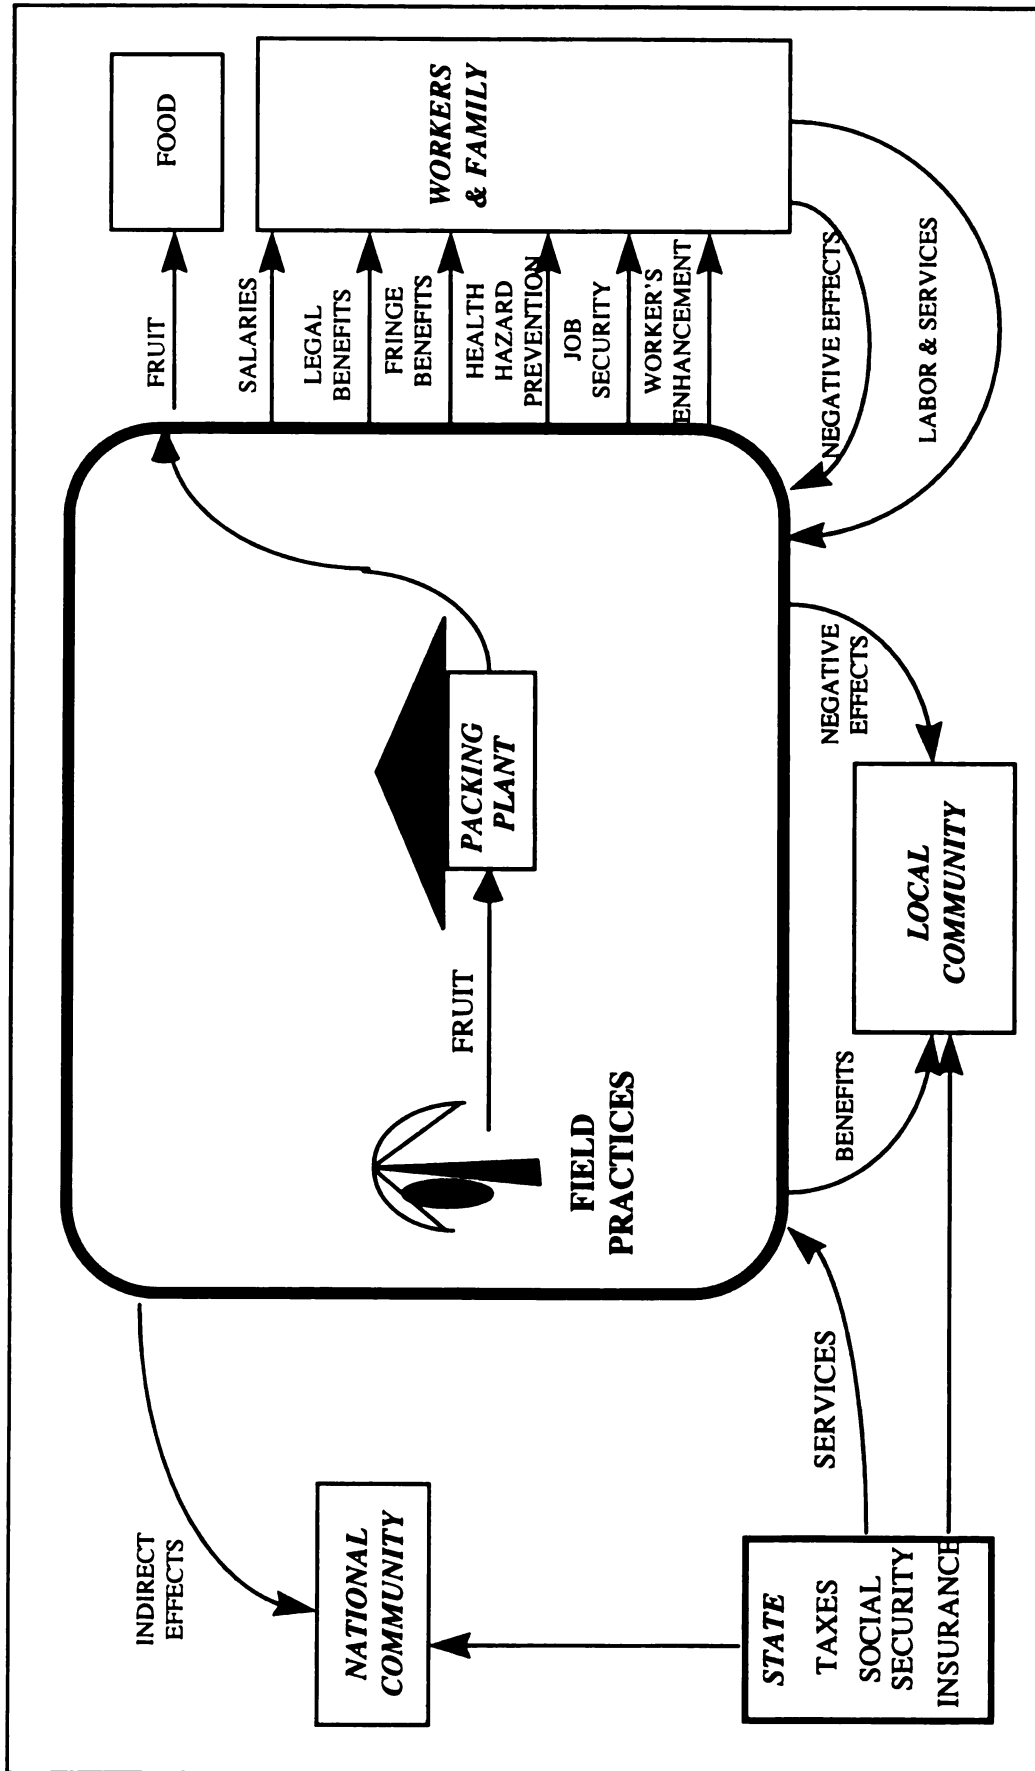 INDIRECT
EFFECTS
NATIONAL
COMMUNITY
STATE
TAXES
SOCIAL
SECURITY
INSURANCE
SERVICES
FIELD
PRACTICES
FRUIT
PACKING
PLANT
BENEFITS
LOCAL
COMMUNITY
NEGATIVE
EFFECTS
FRUIT
FOOD
SALARIES
LEGAL
BENEFITS
FRINGE
BENEFITS
HEALTH
HAZARD
PREVENTION
JOB
SECURITY
WORKER'S
ENHANCEMENT
WORKERS
& FAMILY
NEGATIVE EFFECTS
LABOR & SERVICES